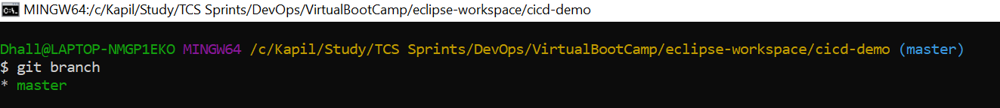 MINGW64:/c/Kapil/Study/TCS Sprints/DevOps/VirtualBootCamp/eclipse-workspace/cicd-demo
Dhall@LAPTOP-NMGP1EKO MINGW64 /c/Kapil/Study/TCS Sprints/DevOps/VirtualBootCamp/eclipse-workspace/cicd-demo (master)
$ git branch
* master